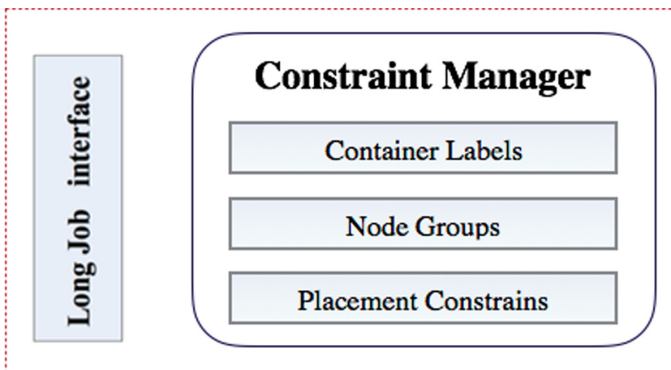 Long Job interface
Constraint Manager
Container Labels
Node Groups
Placement Constrains